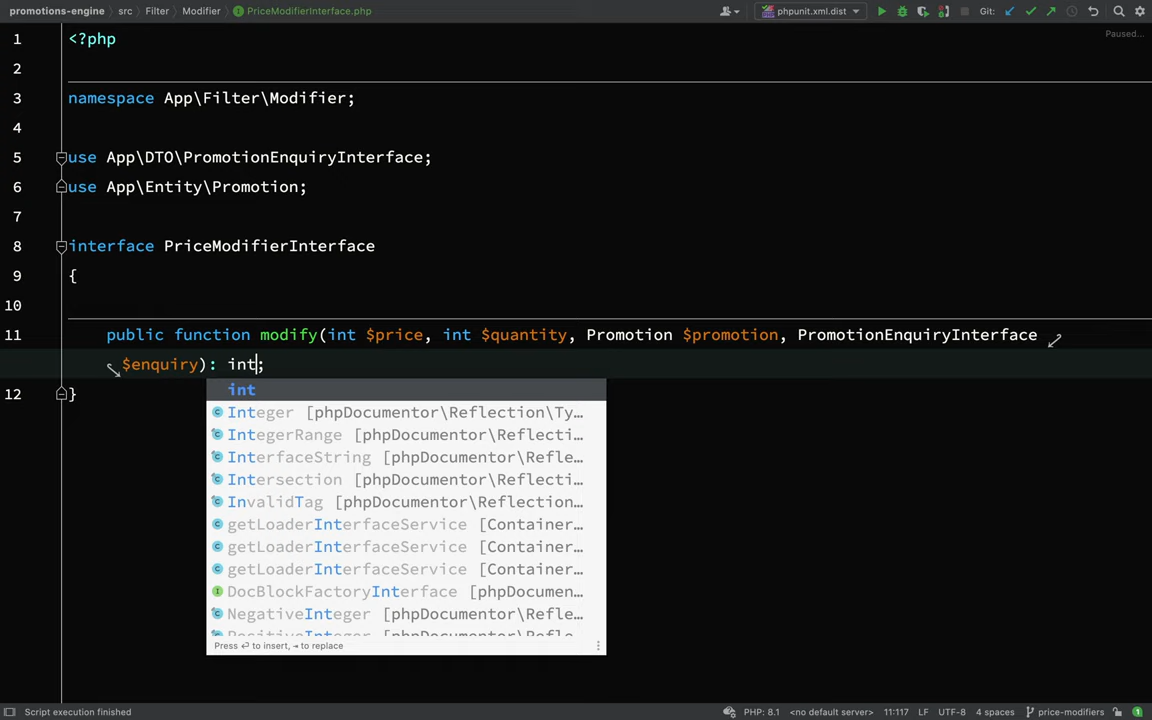 promotions-engine src Filter Modifier PriceModifierInterface.php phpunit.xml.dist Git:
Paused...
1 <?php
2
3 namespace App\Filter\Modifier;
4
5 use App\DTO\PromotionEnquiryInterface;
6 use App\Entity\Promotion;
7
8 interface PriceModifierInterface
9 {
10
11 public function modify(int $price, int $quantity, Promotion $promotion, PromotionEnquiryInterface
$enquiry): int;
12 }
int
Integer [phpDocumentor\Reflection\Ty...
IntegerRange [phpDocumentor\Reflecti...
InterfaceString [phpDocumentor\Refle...
Intersection [phpDocumentor\Reflecti...
InvalidTag [phpDocumentor\Reflection...
getLoaderInterfaceService [Container...
getLoaderInterfaceService [Container...
getLoaderInterfaceService [Container...
DocBlockFactoryInterface [phpDocumen...
NegativeInteger [phpDocumentor\Refle...
PositiveInteger [phpDocumentor\Refle...
Press ↩ to insert, ⇥ to replace
Script execution finished PHP: 8.1 <no default server> 11:117 LF UTF-8 4 spaces price-modifiers 1